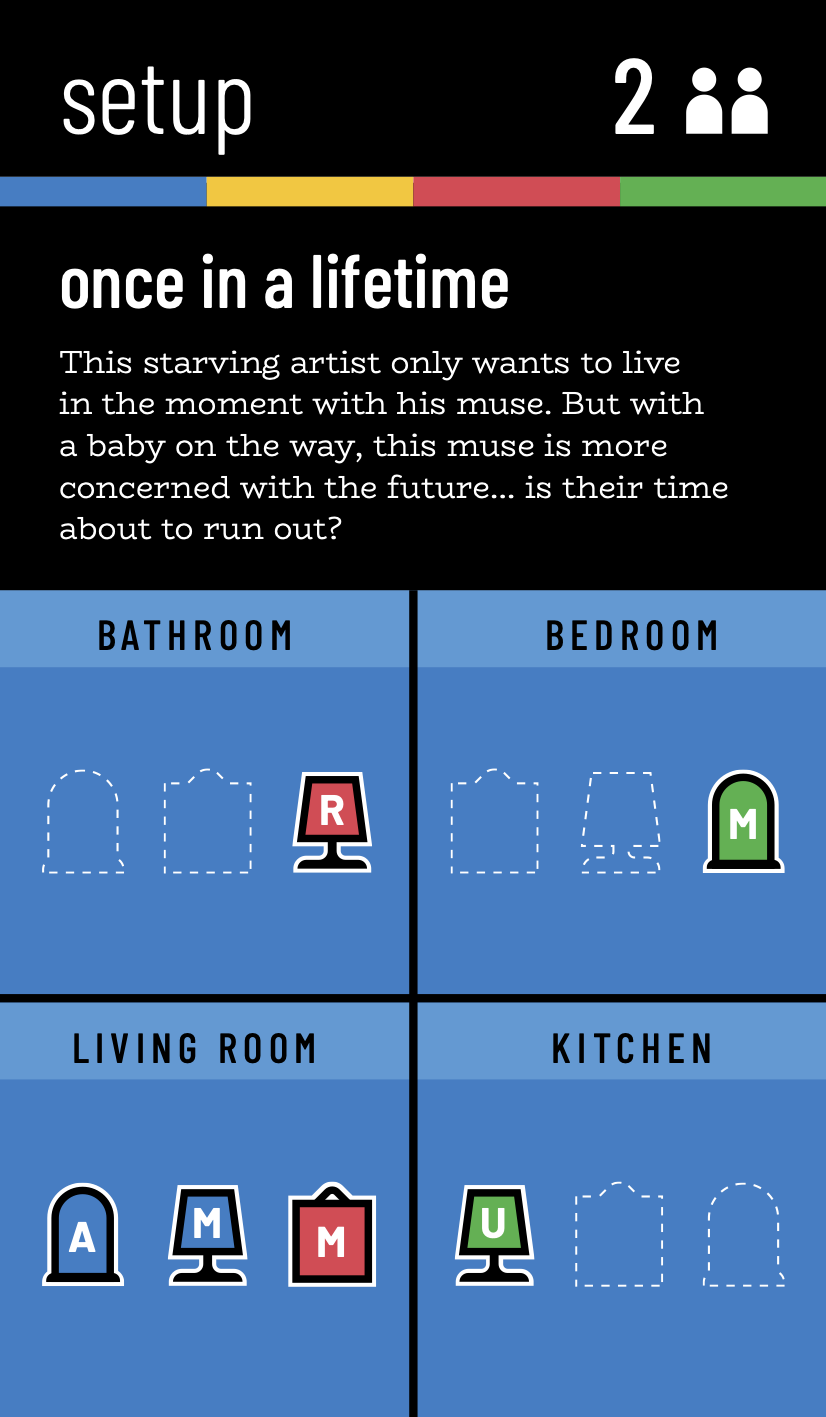 setup 2
once in a lifetime
This starving artist only wants to live
in the moment with his muse. But with
a baby on the way, this muse is more
concerned with the future... is their time
about to run out?
BATHROOM
R
BEDROOM
M
LIVING ROOM
A M M
KITCHEN
U